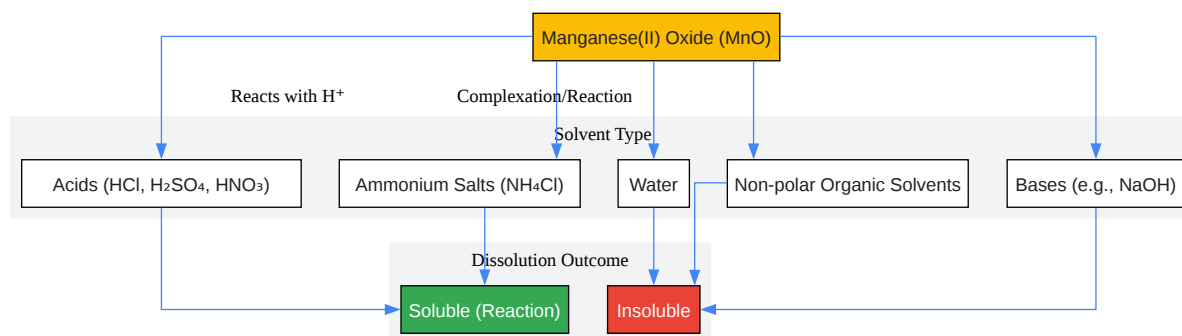 Manganese(II) Oxide (MnO)
Reacts with H⁺
Complexation/Reaction
Solvent Type
Acids (HCl, H₂SO₄, HNO₃)
Ammonium Salts (NH₄Cl)
Water
Non-polar Organic Solvents
Bases (e.g., NaOH)
Dissolution Outcome
Soluble (Reaction)
Insoluble